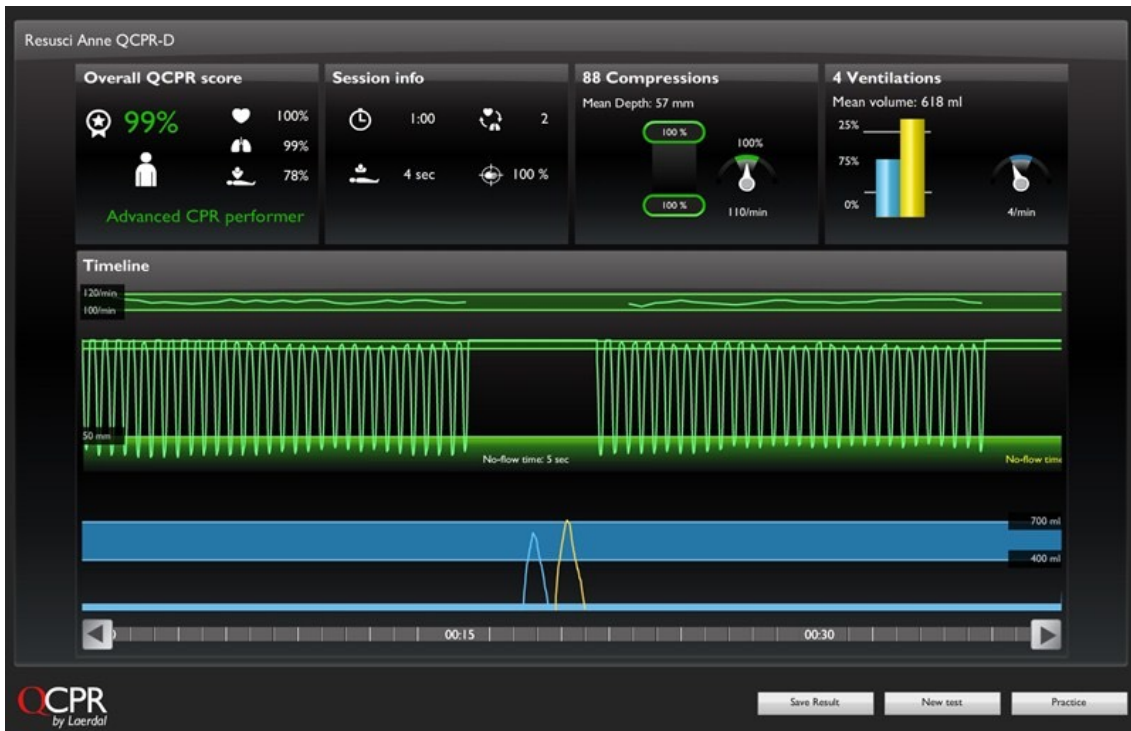 Resusci Anne QCPR-D
Overall QCPR score
99%
100%
99%
78%
Advanced CPR performer
Session info
1:00
2
4 sec
100 %
88 Compressions
Mean Depth: 57 mm
100 %
100%
100 %
110/min
4 Ventilations
Mean volume: 618 ml
25%
75%
0%
4/min
Timeline
120/min
100/min
50 mm
No-flow time: 5 sec
No-flow time
700 ml
400 ml
00:15
00:30
QCPR
by Laerdal
Save Result
New test
Practice